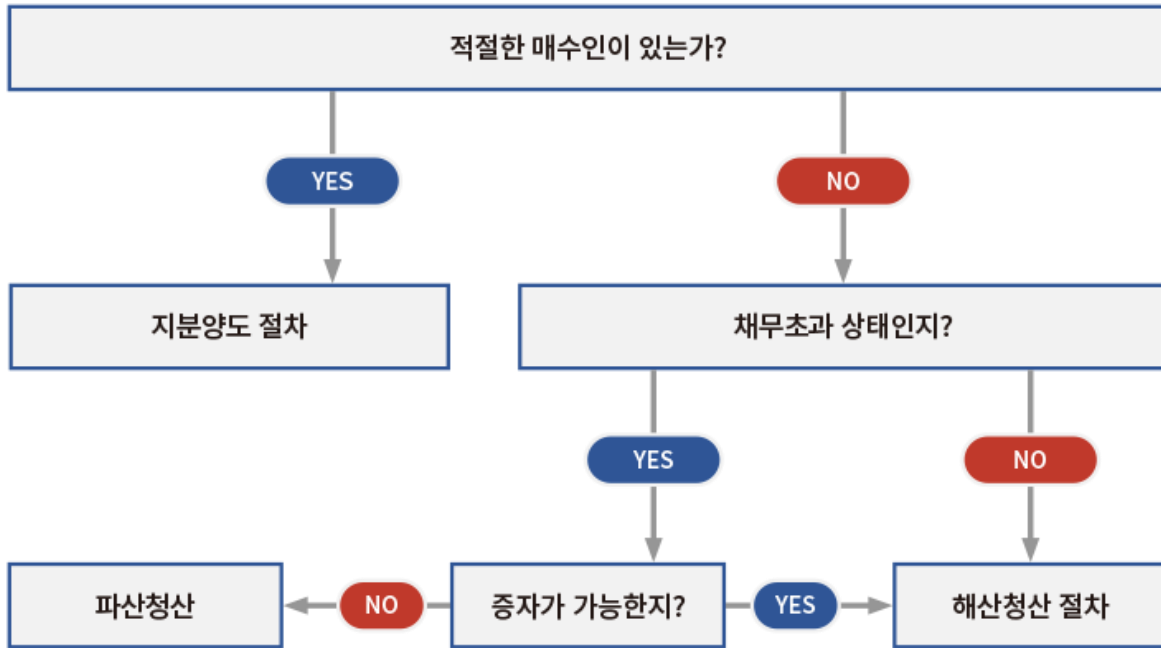 적절한 매수인이 있는가?
YES
NO
지분양도 절차
채무초과 상태인지?
YES
NO
파산청산
NO
증자가 가능한지?
YES
해산청산 절차